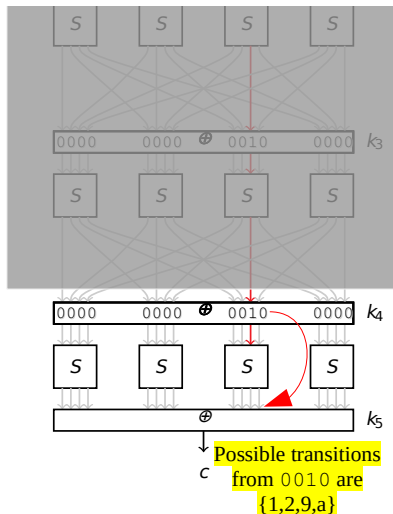 S S S S
0000 0000 ⊕ 0010 0000 k3
S S S S
0000 0000 ⊕ 0010 0000 k4
S S S S
⊕ k5
c
Possible transitions
from 0010 are
{1,2,9,a}